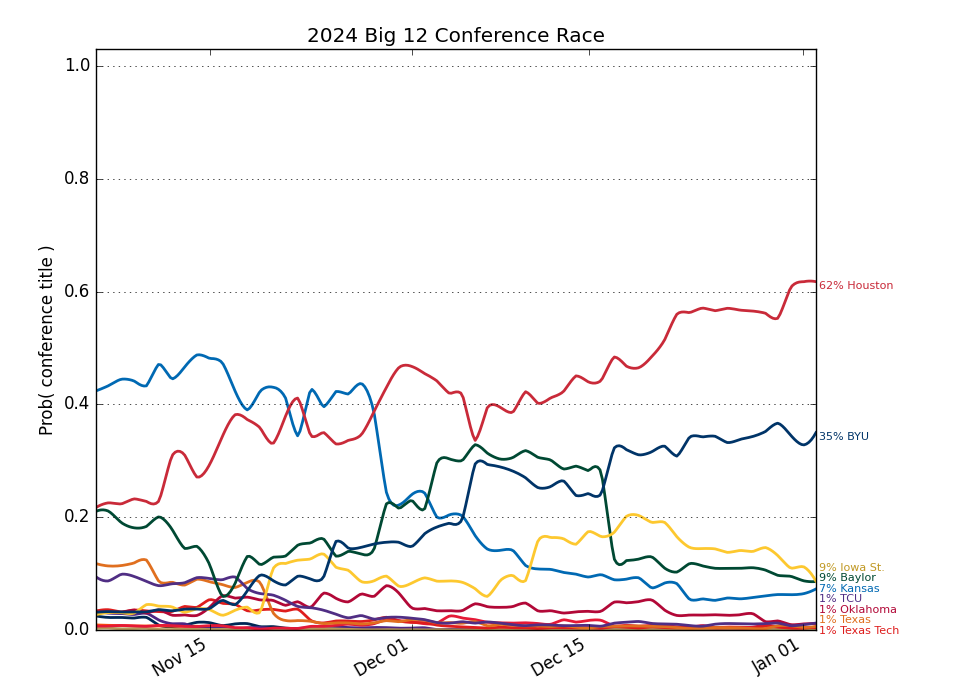 2024 Big 12 Conference Race
1.0
0.8
0.6
0.4
0.2
0.0
Prob( conference title )
62% Houston
35% BYU
9% Iowa St.
9% Baylor
7% Kansas
1% TCU
1% Oklahoma
1% Texas
1% Texas Tech
Nov 15
Dec 01
Dec 15
Jan 01